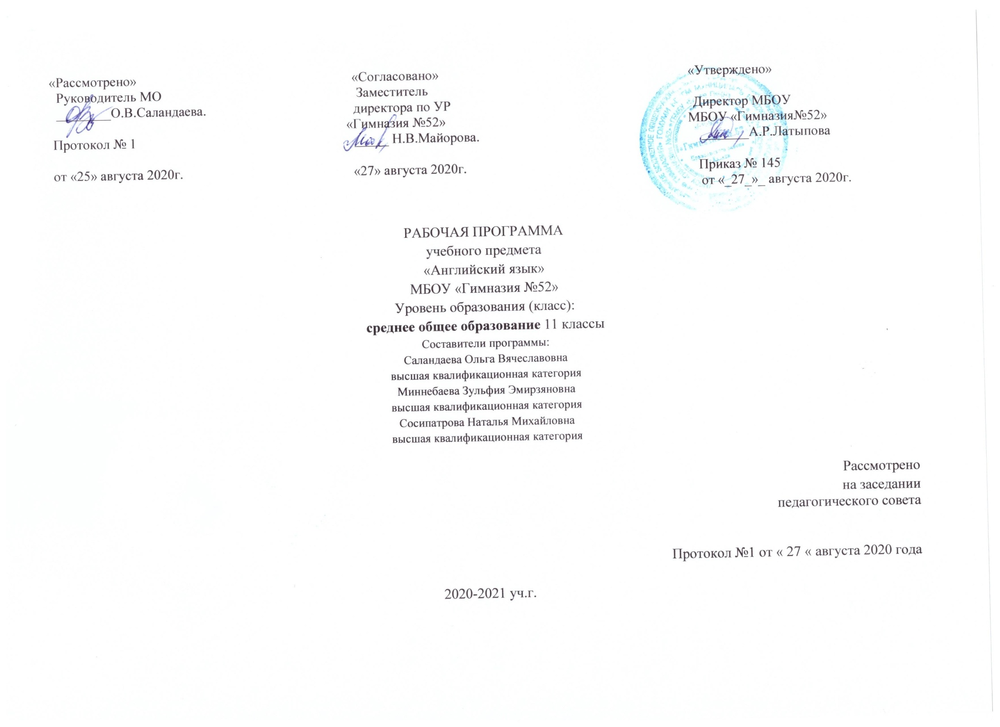 «Рассмотрено»
Руководитель МО
________О.В.Саландаева.
Протокол № 1
от «25» августа 2020г.
«Согласовано»
Заместитель
директора по УР
«Гимназия №52»
_____ Н.В.Майорова.
«27» августа 2020г.
«Утверждено»
Директор МБОУ
МБОУ «Гимназия№52»
_______А.Р.Латыпова
Приказ № 145
от «_27_»_ августа 2020г.
РАБОЧАЯ ПРОГРАММА
учебного предмета
«Английский язык»
МБОУ «Гимназия №52»
Уровень образования (класс):
среднее общее образование 11 классы
Составители программы:
Саландаева Ольга Вячеславовна
высшая квалификационная категория
Миннебаева Зульфия Эмирзяновна
высшая квалификационная категория
Сосипатрова Наталья Михайловна
высшая квалификационная категория
Рассмотрено
на заседании
педагогического совета
Протокол №1 от « 27 « августа 2020 года
2020-2021 уч.г.